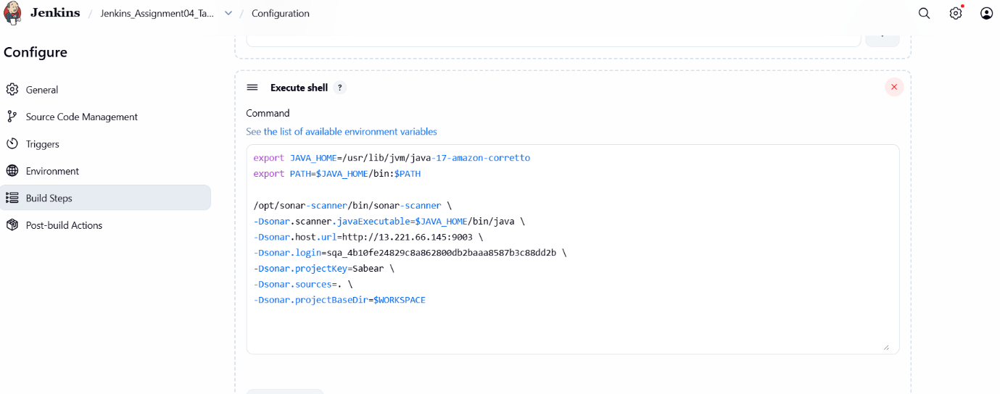 Jenkins / Jenkins_Assignment04_Ta... / Configuration
Configure
General
Source Code Management
Triggers
Environment
Build Steps
Post-build Actions
Execute shell ?
Command
See the list of available environment variables
export JAVA_HOME=/usr/lib/jvm/java-17-amazon-corretto
export PATH=$JAVA_HOME/bin:$PATH
/opt/sonar-scanner/bin/sonar-scanner \
-Dsonar.scanner.javaExecutable=$JAVA_HOME/bin/java \
-Dsonar.host.url=http://13.221.66.145:9003 \
-Dsonar.login=sqa_4b10fe24829c8a862800db2baaa8587b3c88dd2b \
-Dsonar.projectKey=Sabear \
-Dsonar.sources=. \
-Dsonar.projectBaseDir=$WORKSPACE